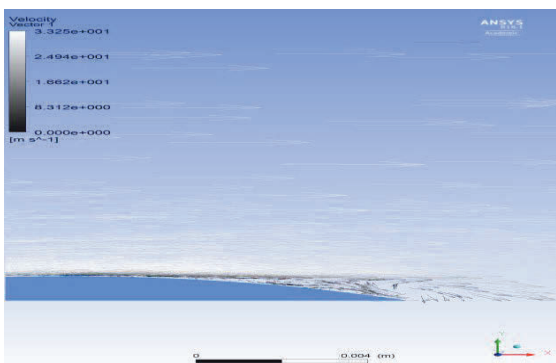 Velocity
Vector 1
3.325e+001
2.494e+001
1.662e+001
8.312e+000
0.000e+000
[m s^-1]
ANSYS
Academic
0
0.004
(m)
Y
X